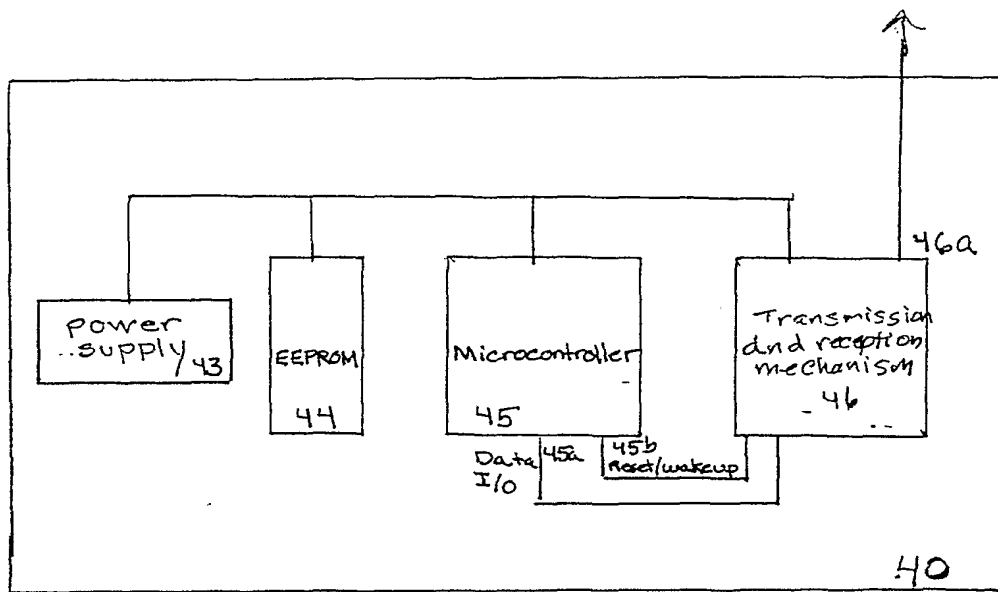 46a
power
supply 43
EEPROM
44
Microcontroller
45
Transmission
and reception
mechanism
46
Data
I/O
45a
45b
Reset/wakeup
40